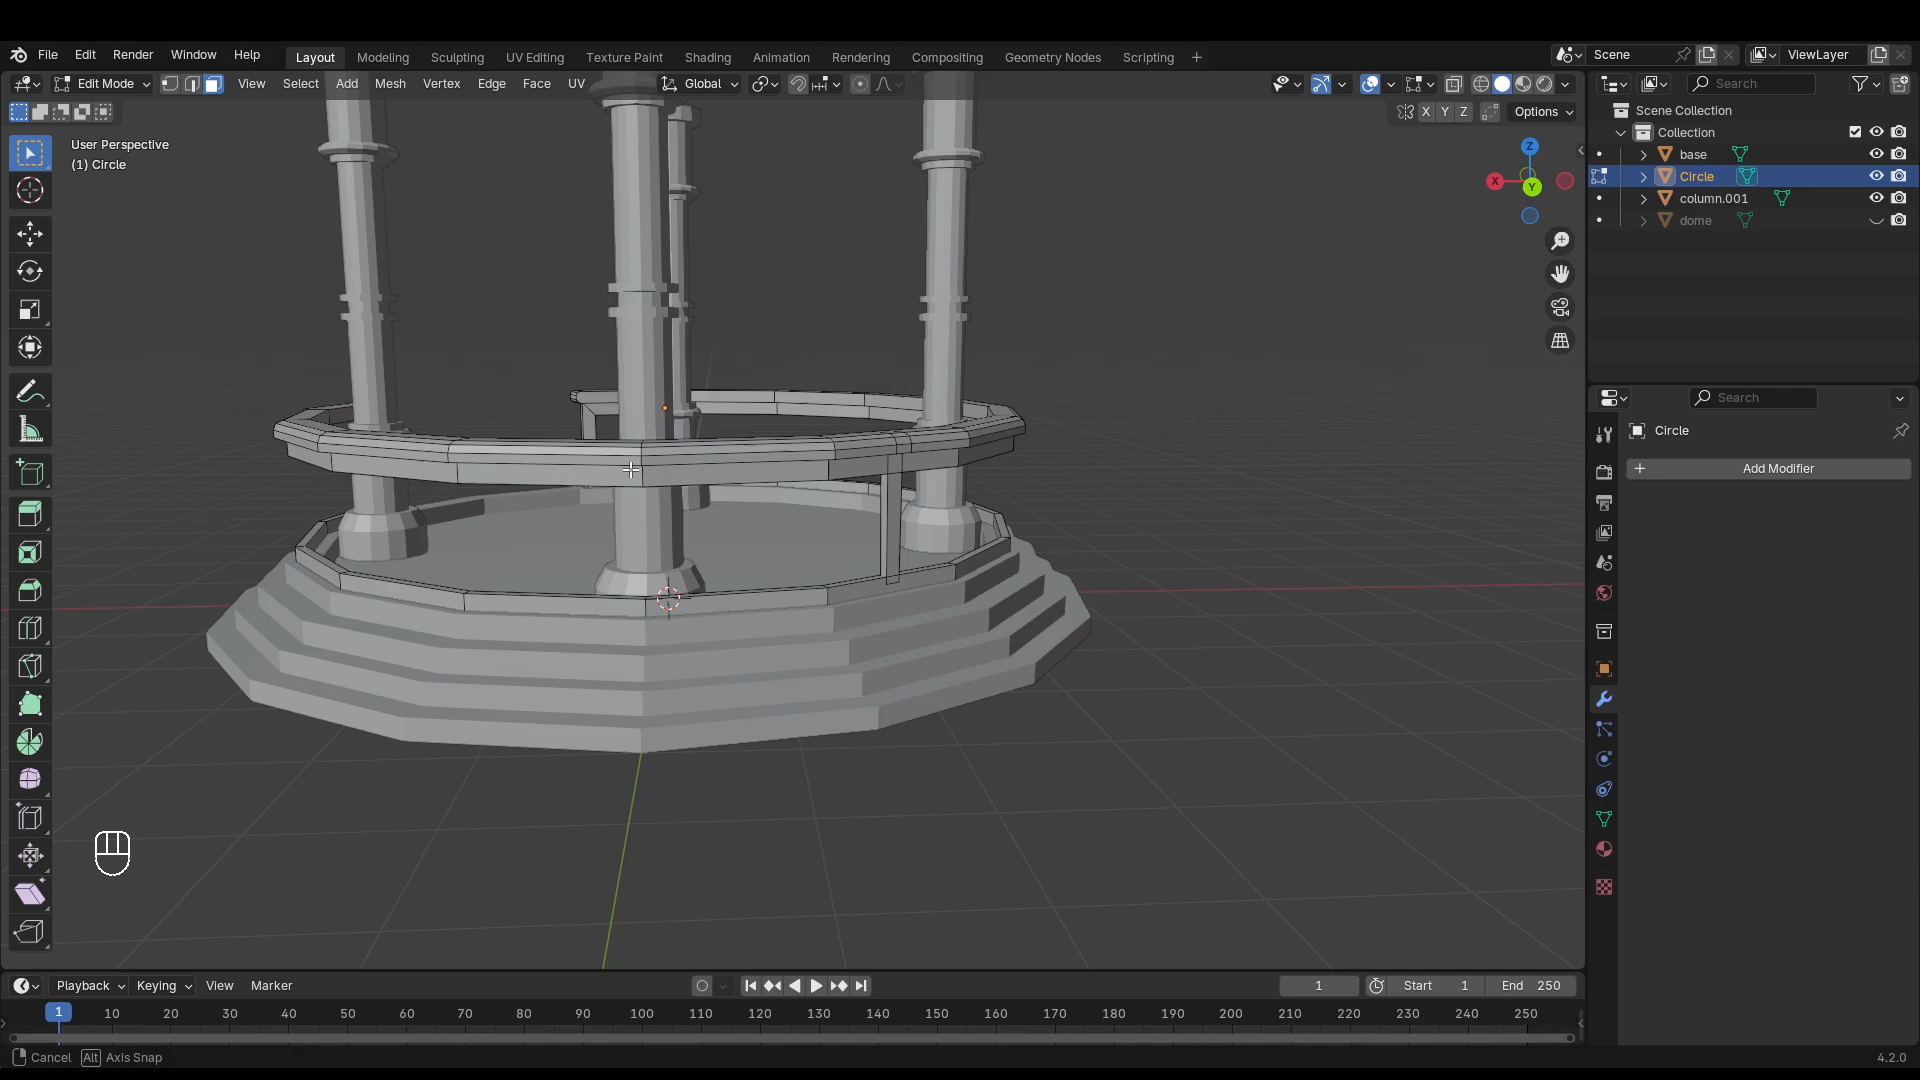 File Edit Render Window Help Layout Modeling Sculpting UV Editing Texture Paint Shading Animation Rendering Compositing Geometry Nodes Scripting + Scene ViewLayer
Edit Mode View Select Add Mesh Vertex Edge Face UV Global Search
X Y Z Options
User Perspective
(1) Circle
Z
X
Y
Scene Collection
Collection
base
Circle
column.001
dome
Search
Circle
+ Add Modifier
Playback Keying View Marker 1 Start 1 End 250
1 10 20 30 40 50 60 70 80 90 100 110 120 130 140 150 160 170 180 190 200 210 220 230 240 250
Cancel Alt Axis Snap 4.2.0